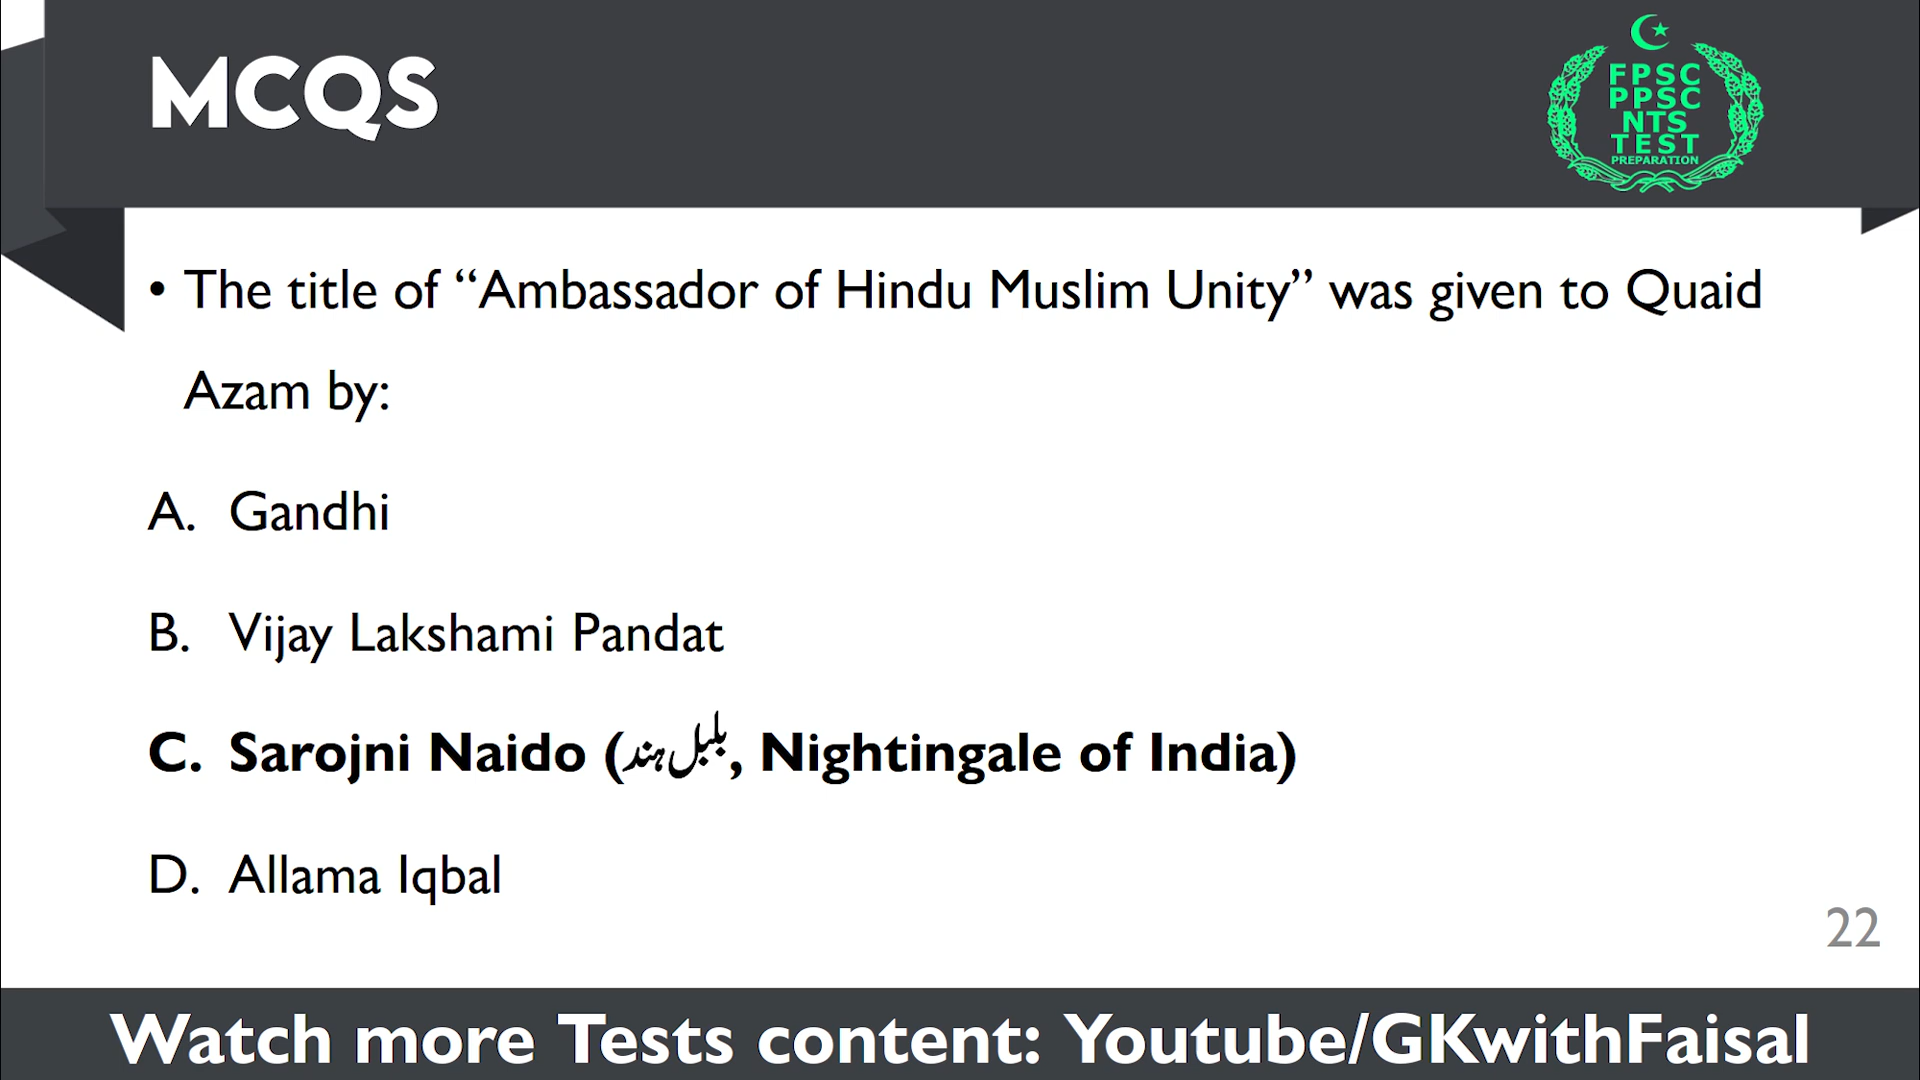 MCQS
FPSC
PPSC
NTS
TEST
PREPARATION
• The title of “Ambassador of Hindu Muslim Unity” was given to Quaid
Azam by:
A. Gandhi
B. Vijay Lakshami Pandat
C. Sarojni Naido (بلبل ہند, Nightingale of India)
D. Allama Iqbal
22
Watch more Tests content: Youtube/GKwithFaisal